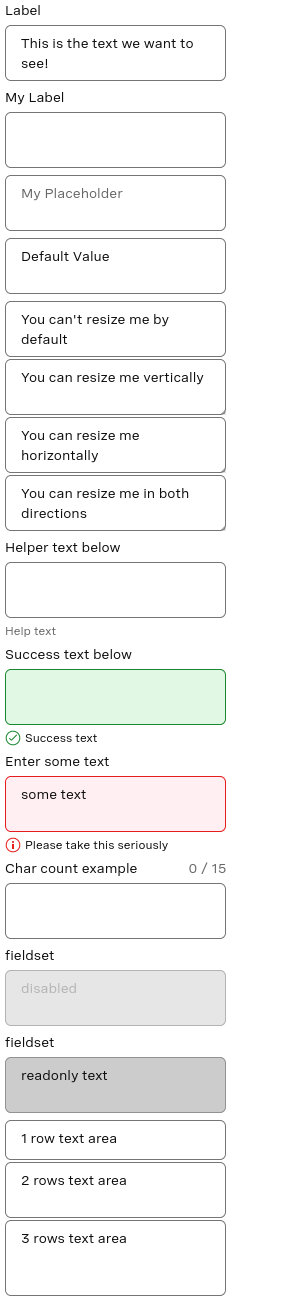 Label
This is the text we want to
see!
My Label
My Placeholder
Default Value
You can't resize me by
default
You can resize me vertically
You can resize me
horizontally
You can resize me in both
directions
Helper text below
Help text
Success text below
Success text
Enter some text
some text
Please take this seriously
Char count example 0 / 15
fieldset
disabled
fieldset
readonly text
1 row text area
2 rows text area
3 rows text area